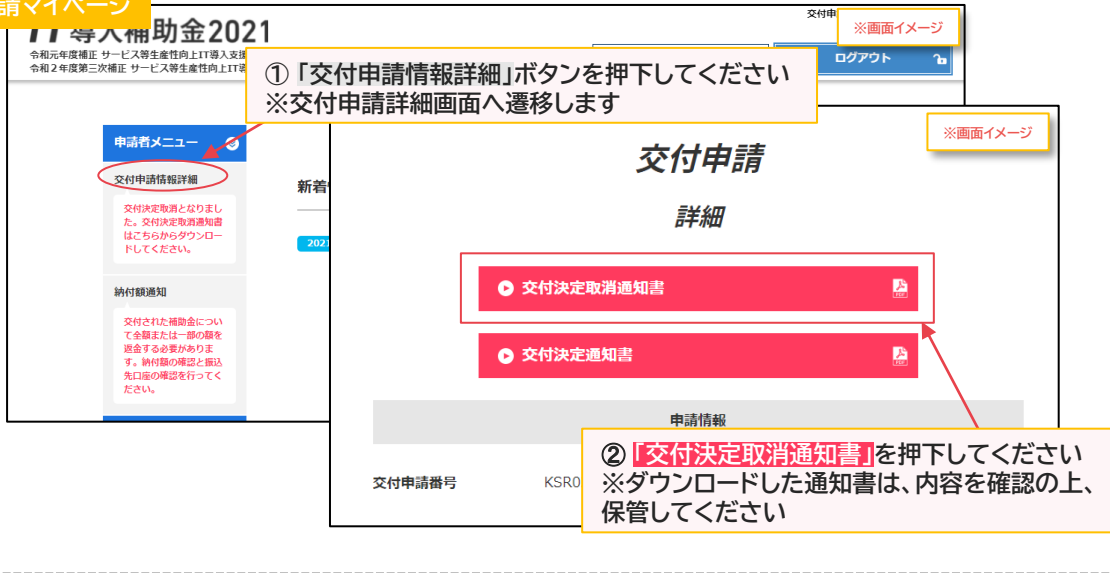 請マイページ
IT導入補助金2021
令和元年度補正 サービス等生産性向上IT導入支援
令和２年度第三次補正 サービス等生産性向上IT導
交付申
※画面イメージ
ログアウト
① 「交付申請情報詳細」ボタンを押下してください
※交付申請詳細画面へ遷移します
申請者メニュー
交付申請情報詳細
交付決定取消となりまし
た。交付決定取消通知書
はこちらからダウンロー
ドしてください。
納付額通知
交付された補助金につい
て全額または一部の額を
返金する必要がありま
す。納付額の確認と振込
先口座の確認を行ってく
ださい。
新着
2021
※画面イメージ
交付申請
詳細
交付決定取消通知書
PDF
交付決定通知書
PDF
申請情報
交付申請番号
KSR0
② 「交付決定取消通知書」を押下してください
※ダウンロードした通知書は、内容を確認の上、
保管してください